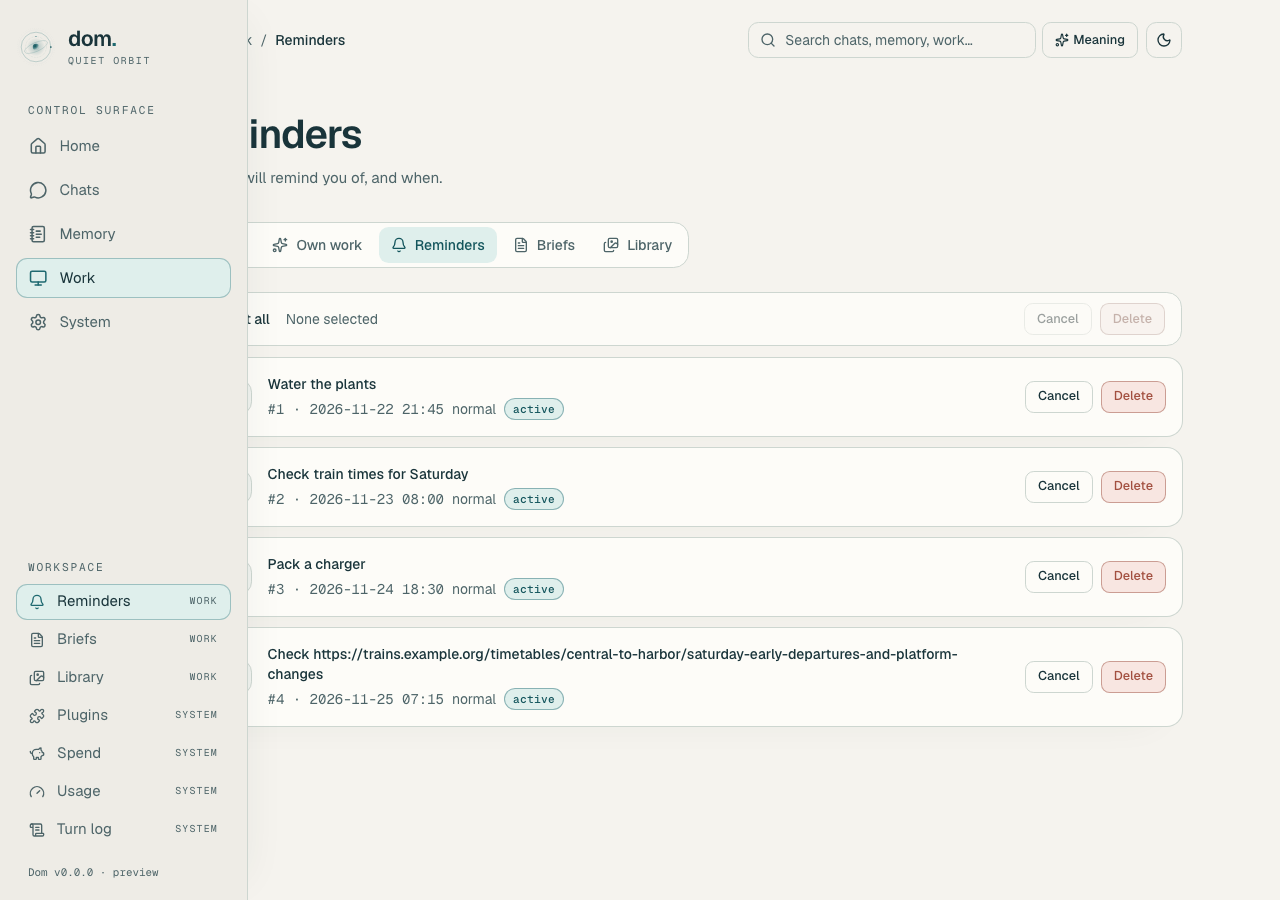 dom.
QUIET ORBIT
CONTROL SURFACE
Home
Chats
Memory
Work
System
WORKSPACE
Reminders WORK
Briefs WORK
Library WORK
Plugins SYSTEM
Spend SYSTEM
Usage SYSTEM
Turn log SYSTEM
Dom v0.0.0 · preview
/ Reminders
Search chats, memory, work…
Meaning
inders
will remind you of, and when.
Own work
Reminders
Briefs
Library
t all None selected
Cancel Delete
Water the plants
#1 · 2026-11-22 21:45 normal active
Cancel Delete
Check train times for Saturday
#2 · 2026-11-23 08:00 normal active
Cancel Delete
Pack a charger
#3 · 2026-11-24 18:30 normal active
Cancel Delete
Check https://trains.example.org/timetables/central-to-harbor/saturday-early-departures-and-platform-
changes
#4 · 2026-11-25 07:15 normal active
Cancel Delete